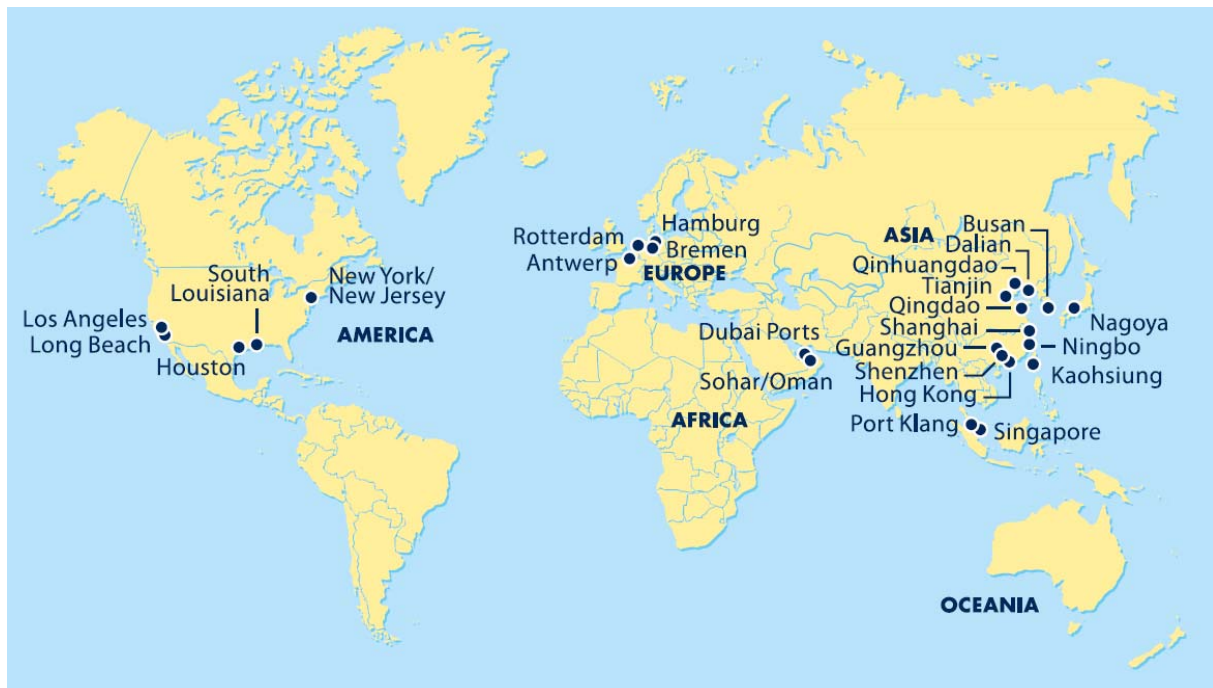 Hamburg
Rotterdam
Bremen
Antwerp
EUROPE
Busan
ASIA
Dalian
Qinhuangdao
Tianjin
Qingdao
Nagoya
Shanghai
Ningbo
Guangzhou
Shenzhen
Kaohsiung
Hong Kong
Port Klang
Singapore
South
Louisiana
New York/
New Jersey
Los Angeles
Long Beach
AMERICA
Houston
Dubai Ports
Sohar/Oman
AFRICA
OCEANIA